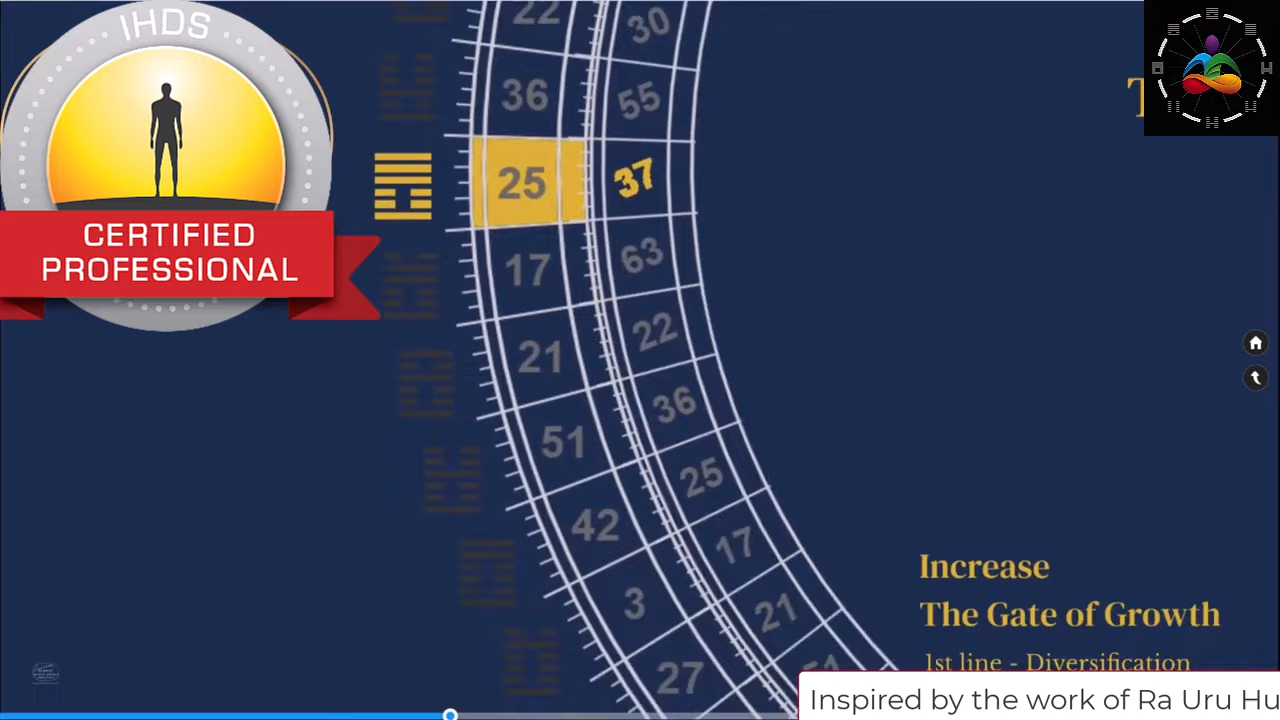 IHDS
CERTIFIED
PROFESSIONAL
22
30
36
55
25
37
17
63
21
22
51
36
42
25
3
17
27
21
51
T
H
Increase
The Gate of Growth
1st line - Diversification
Inspired by the work of Ra Uru Hu